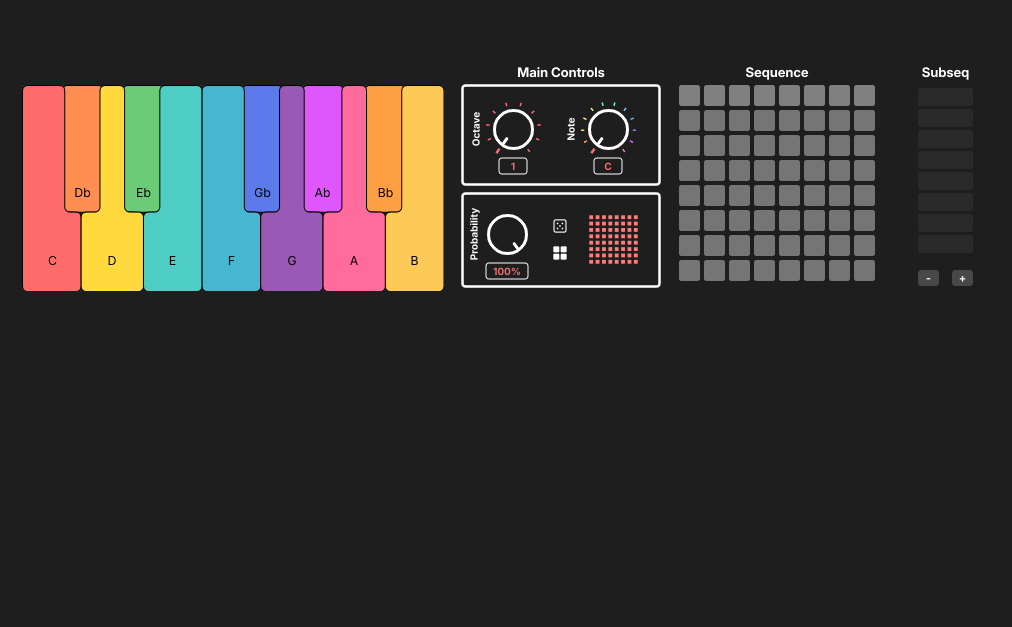 Main Controls
Sequence
Subseq
Octave
Note
1
C
Db
Eb
Gb
Ab
Bb
C
D
E
F
G
A
B
Probability
100%
-
+